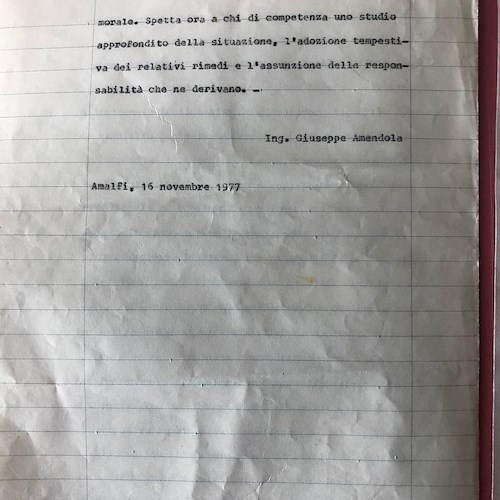 morale. Spetta ora a chi di competenza uno studio
approfondito della situazione, l'adozione tempesti-
va dei relativi rimedi e l'assunzione delle respon-
sabilità che ne derivano. -
Ing. Giuseppe Amendola
Amalfi, 16 novembre 1977